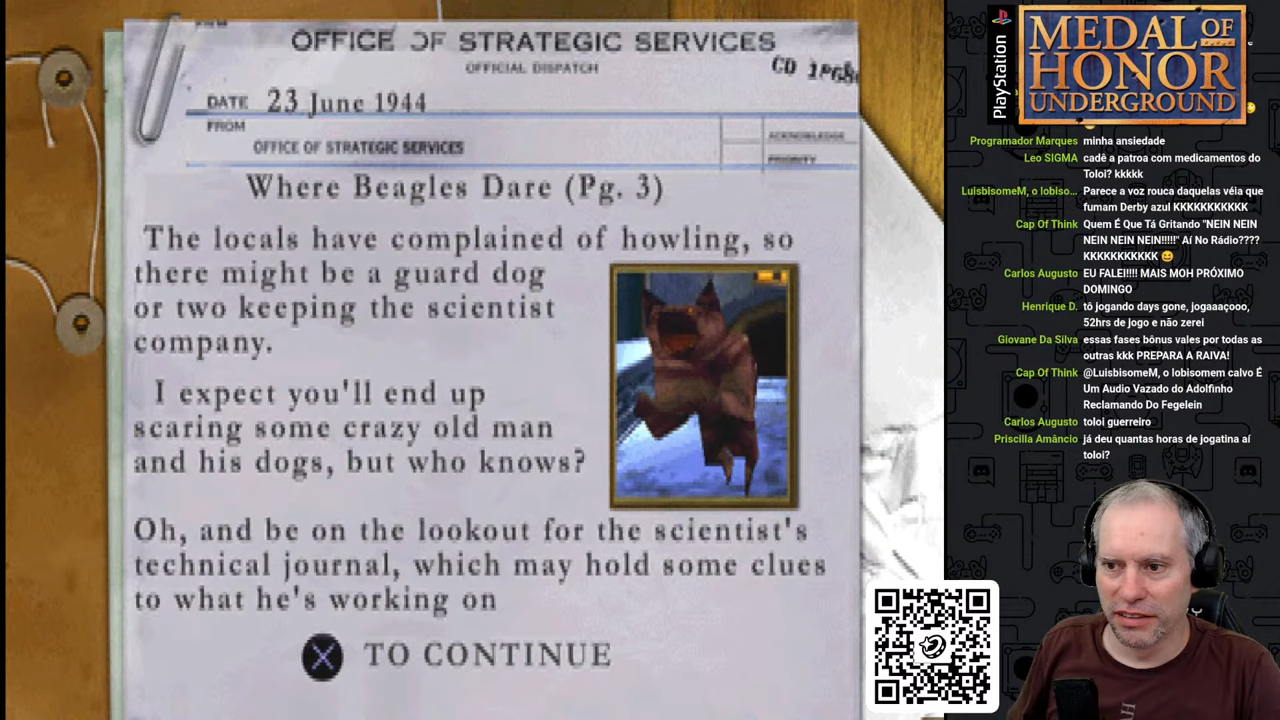 OFFICE OF STRATEGIC SERVICES
OFFICIAL DISPATCH
DATE 23 June 1944
FROM
OFFICE OF STRATEGIC SERVICES
ACKNOWLEDGE
PRIORITY
Where Beagles Dare (Pg. 3)
The locals have complained of howling, so
there might be a guard dog
or two keeping the scientist
company.
I expect you'll end up
scaring some crazy old man
and his dogs, but who knows?
Oh, and be on the lookout for the scientist's
technical journal, which may hold some clues
to what he's working on
X TO CONTINUE
PlayStation
MEDAL OF
HONOR
UNDERGROUND
Programador Marques minha ansiedade
Leo SIGMA cadê a patroa com medicamentos do
Toloi? kkkkk
LuisbisomeM, o lobiso... Parece a voz rouca daquelas véia que
fumam Derby azul KKKKKKKKKKK
Cap Of Think Quem É Que Tá Gritando "NEIN NEIN
NEIN NEIN NEIN!!!!!" Aí No Rádio????
KKKKKKKKKKK 😄
Carlos Augusto EU FALEI!!!! MAIS MOH PRÓXIMO
DOMINGO
Henrique D. tô jogando days gone, jogaaaçooo,
52hrs de jogo e não zerei
Giovane Da Silva essas fases bônus vales por todas as
outras kkk PREPARA A RAIVA!
Cap Of Think @LuisbisomeM, o lobisomem calvo É
Um Audio Vazado do Adolfinho
Reclamando Do Fegelein
Carlos Augusto toloi guerreiro
Priscilla Amâncio já deu quantas horas de jogatina aí
toloi?